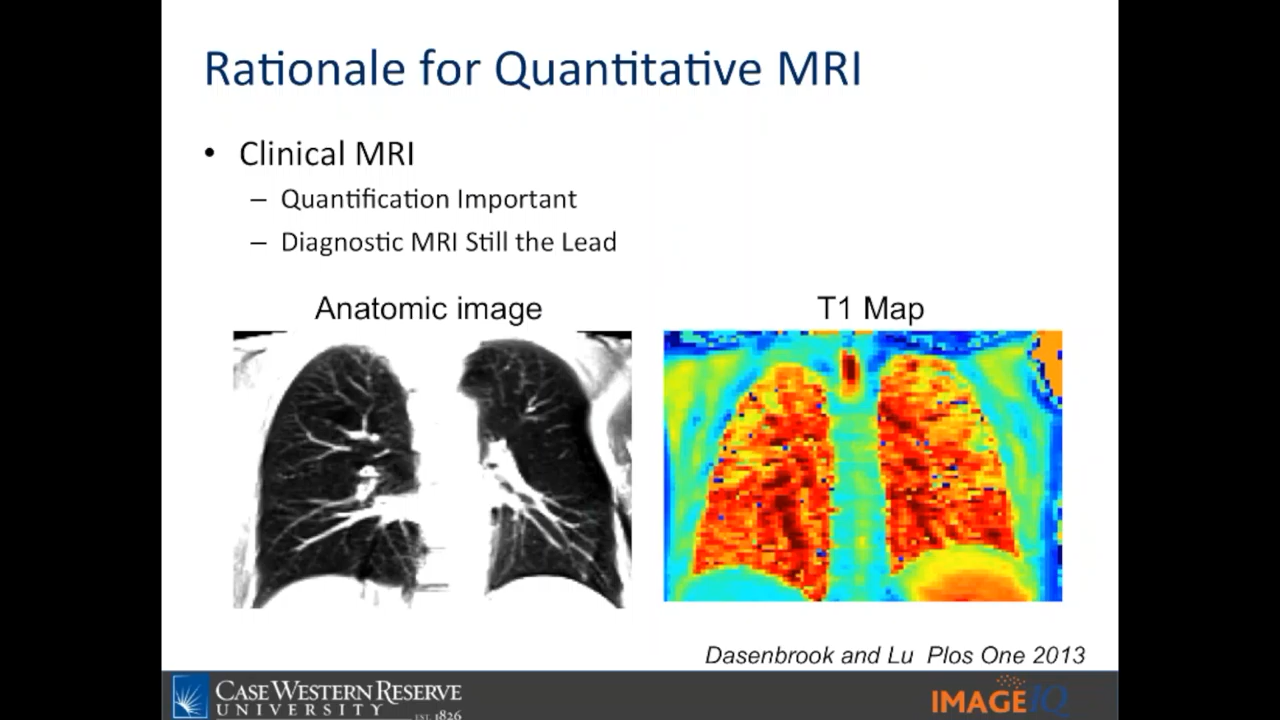 Rationale for Quantitative MRI
• Clinical MRI
– Quantification Important
– Diagnostic MRI Still the Lead
Anatomic image
T1 Map
Dasenbrook and Lu Plos One 2013
CASE WESTERN RESERVE
UNIVERSITY EST. 1826
IMAGEIQ